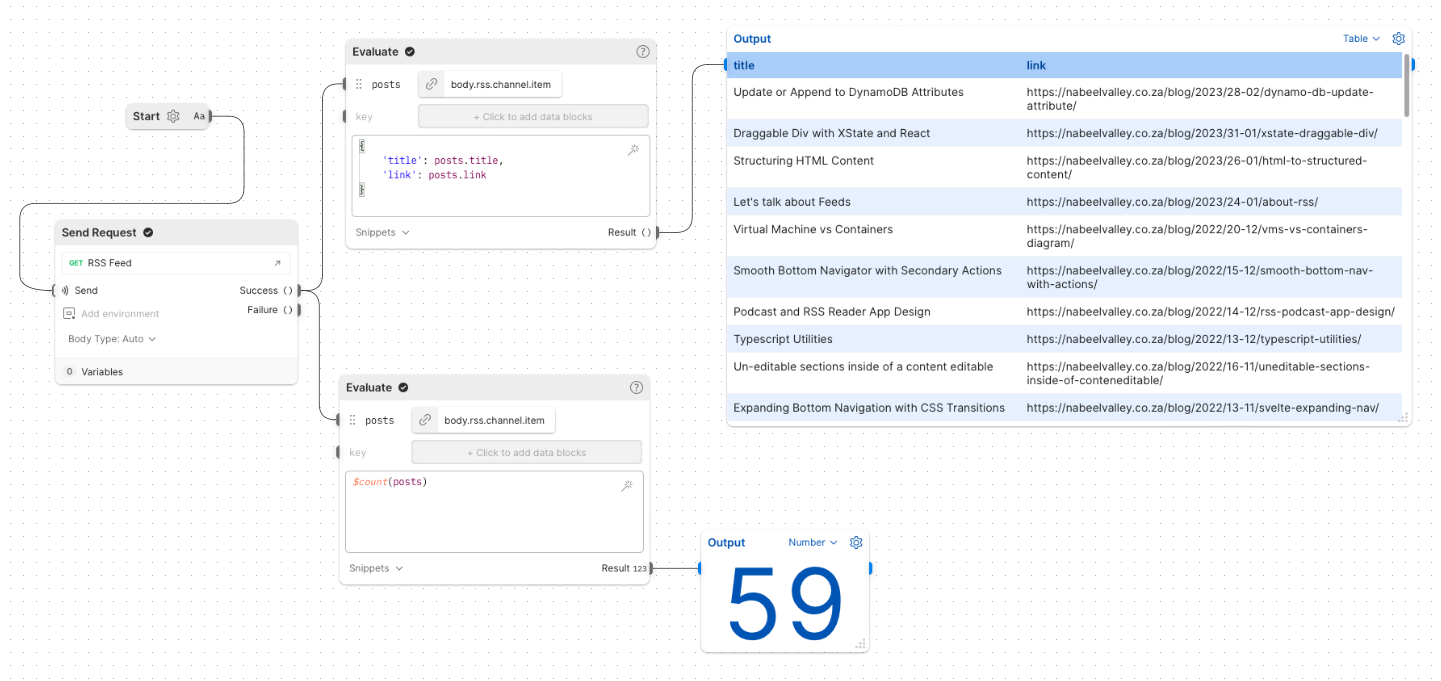 Start Aa
Send Request
GET RSS Feed
Send
Success ()
Failure ()
Add environment
Body Type: Auto
0 Variables
Evaluate ?
posts body.rss.channel.item
key + Click to add data blocks
{
'title': posts.title,
'link': posts.link
}
Snippets
Result ()
Evaluate ?
posts body.rss.channel.item
key + Click to add data blocks
$count(posts)
Snippets
Result 123
Output Table
title link
Update or Append to DynamoDB Attributes https://nabeelvalley.co.za/blog/2023/28-02/dynamo-db-update-
attribute/
Draggable Div with XState and React https://nabeelvalley.co.za/blog/2023/31-01/xstate-draggable-div/
Structuring HTML Content https://nabeelvalley.co.za/blog/2023/26-01/html-to-structured-
content/
Let's talk about Feeds https://nabeelvalley.co.za/blog/2023/24-01/about-rss/
Virtual Machine vs Containers https://nabeelvalley.co.za/blog/2022/20-12/vms-vs-containers-
diagram/
Smooth Bottom Navigator with Secondary Actions https://nabeelvalley.co.za/blog/2022/15-12/smooth-bottom-nav-
with-actions/
Podcast and RSS Reader App Design https://nabeelvalley.co.za/blog/2022/14-12/rss-podcast-app-design/
Typescript Utilities https://nabeelvalley.co.za/blog/2022/13-12/typescript-utilities/
Un-editable sections inside of a content editable https://nabeelvalley.co.za/blog/2022/16-11/uneditable-sections-
inside-of-conteneditable/
Expanding Bottom Navigation with CSS Transitions https://nabeelvalley.co.za/blog/2022/13-11/svelte-expanding-nav/
Output Number
59